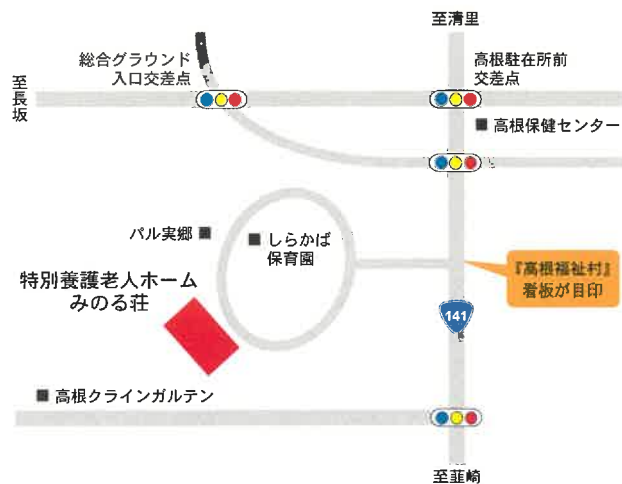 至清里
総合グラウンド
入口交差点
高根駐在所前
交差点
至長坂
高根保健センター
パル実郷
しらかば
保育園
特別養護老人ホーム
みのる荘
『高根福祉村』
看板が目印
141
高根クラインガルテン
至韮崎